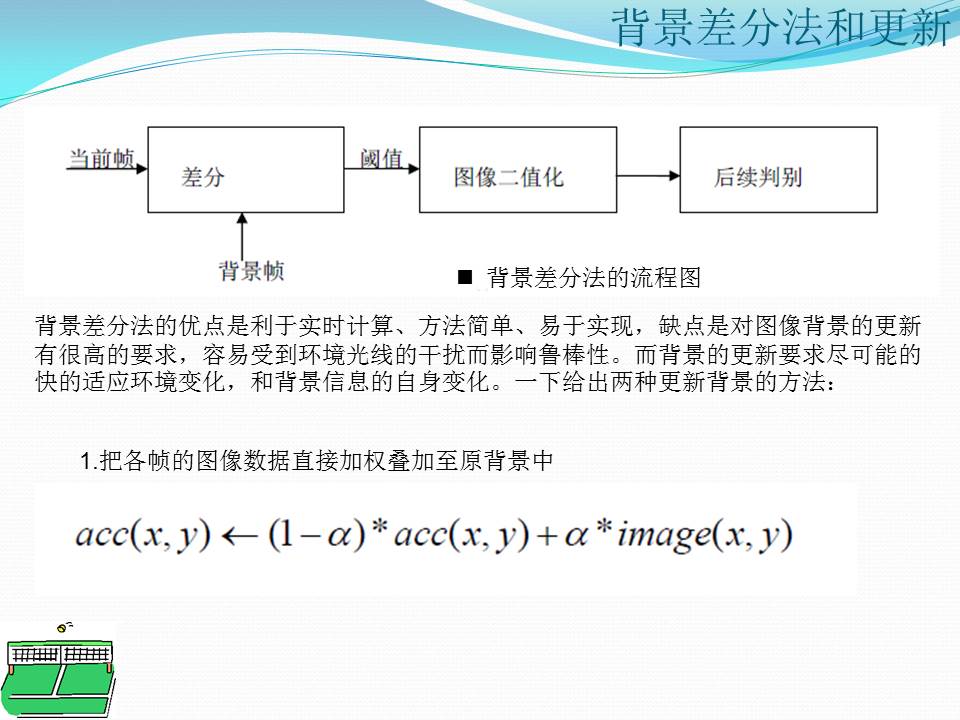 背景差分法和更新
当前帧
差分
阈值
图像二值化
后续判别
背景帧
■ 背景差分法的流程图
背景差分法的优点是利于实时计算、方法简单、易于实现，缺点是对图像背景的更新
有很高的要求，容易受到环境光线的干扰而影响鲁棒性。而背景的更新要求尽可能的
快的适应环境变化，和背景信息的自身变化。一下给出两种更新背景的方法：
1.把各帧的图像数据直接加权叠加至原背景中
acc(x, y) ← (1−α)*acc(x, y)+α*image(x, y)